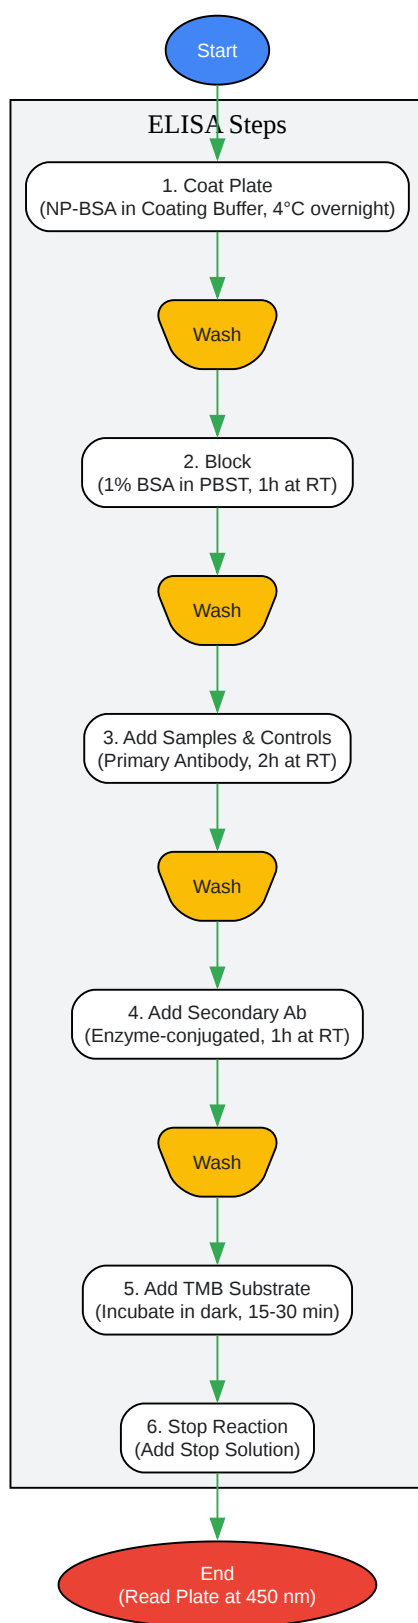 Start
ELISA Steps
1. Coat Plate
(NP-BSA in Coating Buffer, 4°C overnight)
Wash
2. Block
(1% BSA in PBST, 1h at RT)
Wash
3. Add Samples & Controls
(Primary Antibody, 2h at RT)
Wash
4. Add Secondary Ab
(Enzyme-conjugated, 1h at RT)
Wash
5. Add TMB Substrate
(Incubate in dark, 15-30 min)
6. Stop Reaction
(Add Stop Solution)
End
(Read Plate at 450 nm)